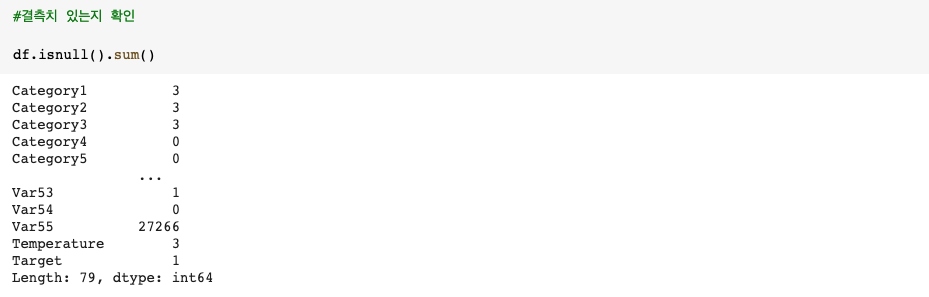 #결측치 있는지 확인
df.isnull().sum()
Category1 3
Category2 3
Category3 3
Category4 0
Category5 0
...
Var53 1
Var54 0
Var55 27266
Temperature 3
Target 1
Length: 79, dtype: int64